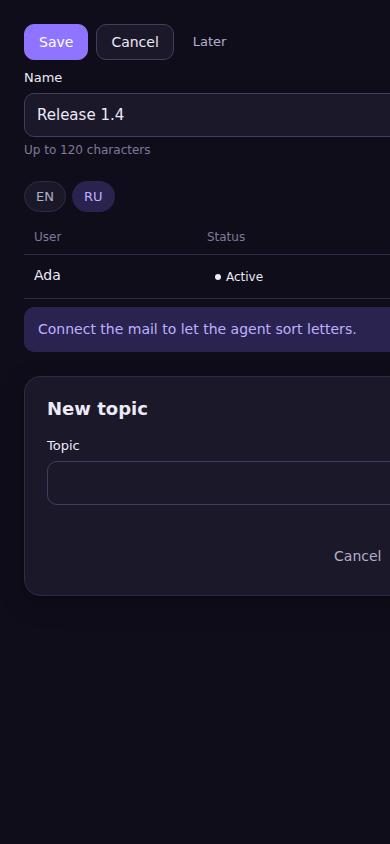 Save Cancel Later
Name
Release 1.4
Up to 120 characters
EN RU
User Status
Ada Active
Connect the mail to let the agent sort letters.
New topic
Topic
Cancel